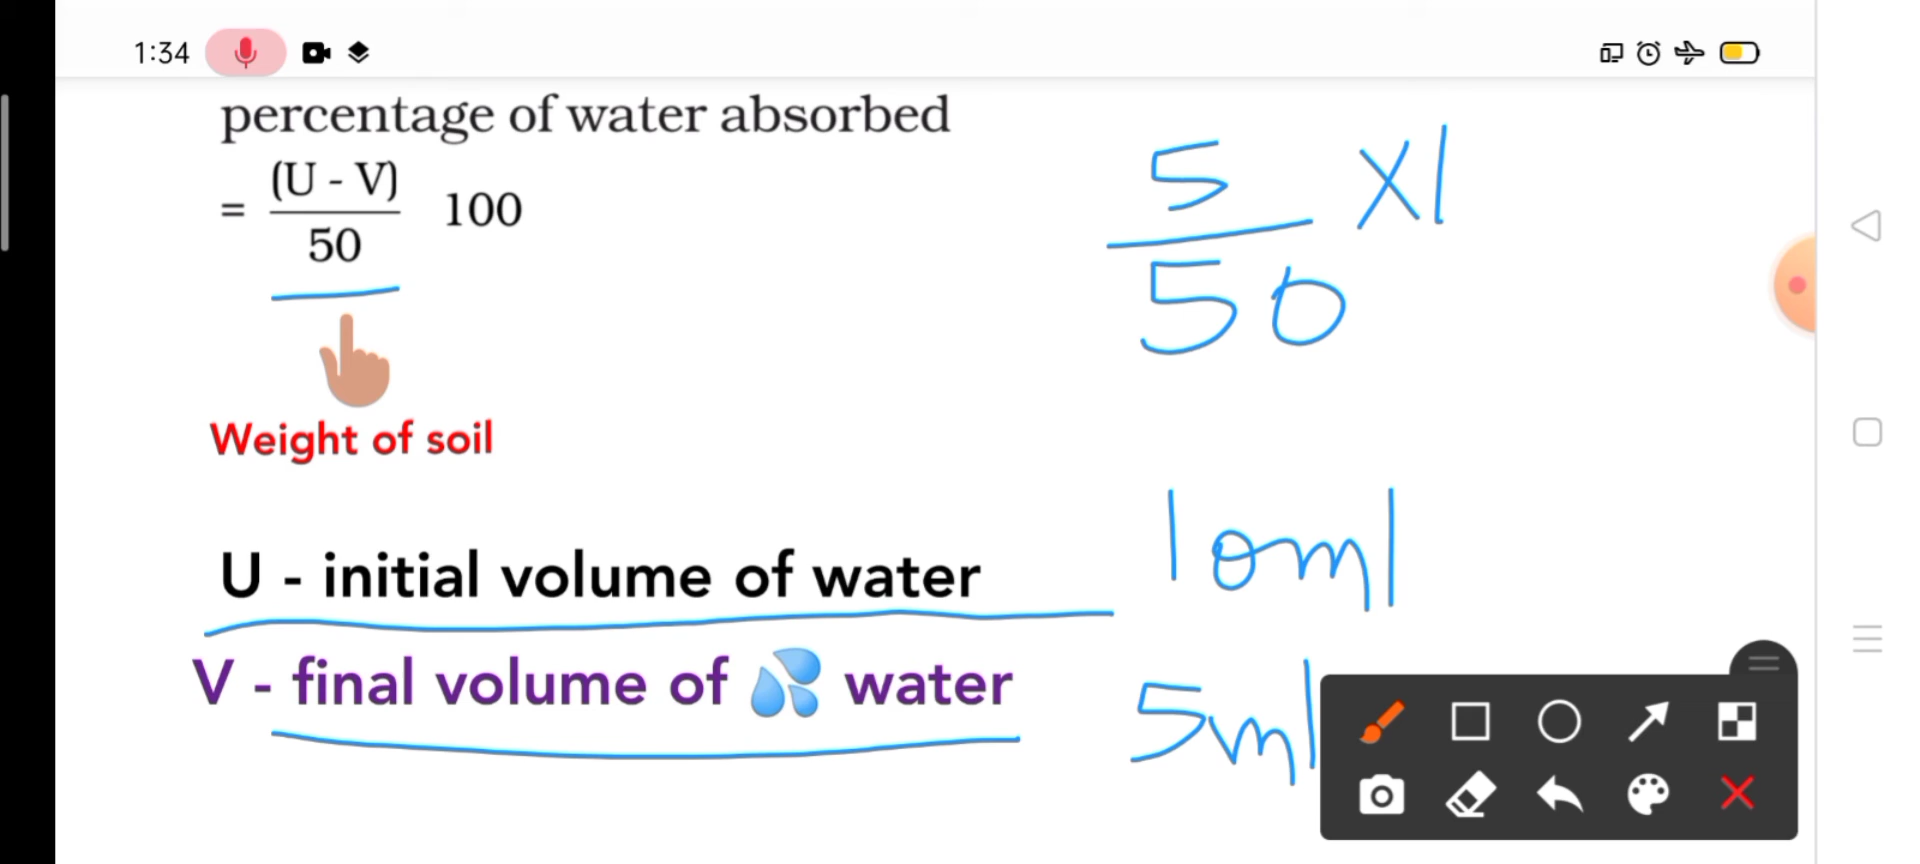 1:34
percentage of water absorbed
= (U - V) 100
50
5 X1
50
Weight of soil
U - initial volume of water 10ml
V - final volume of 💦 water 5ml